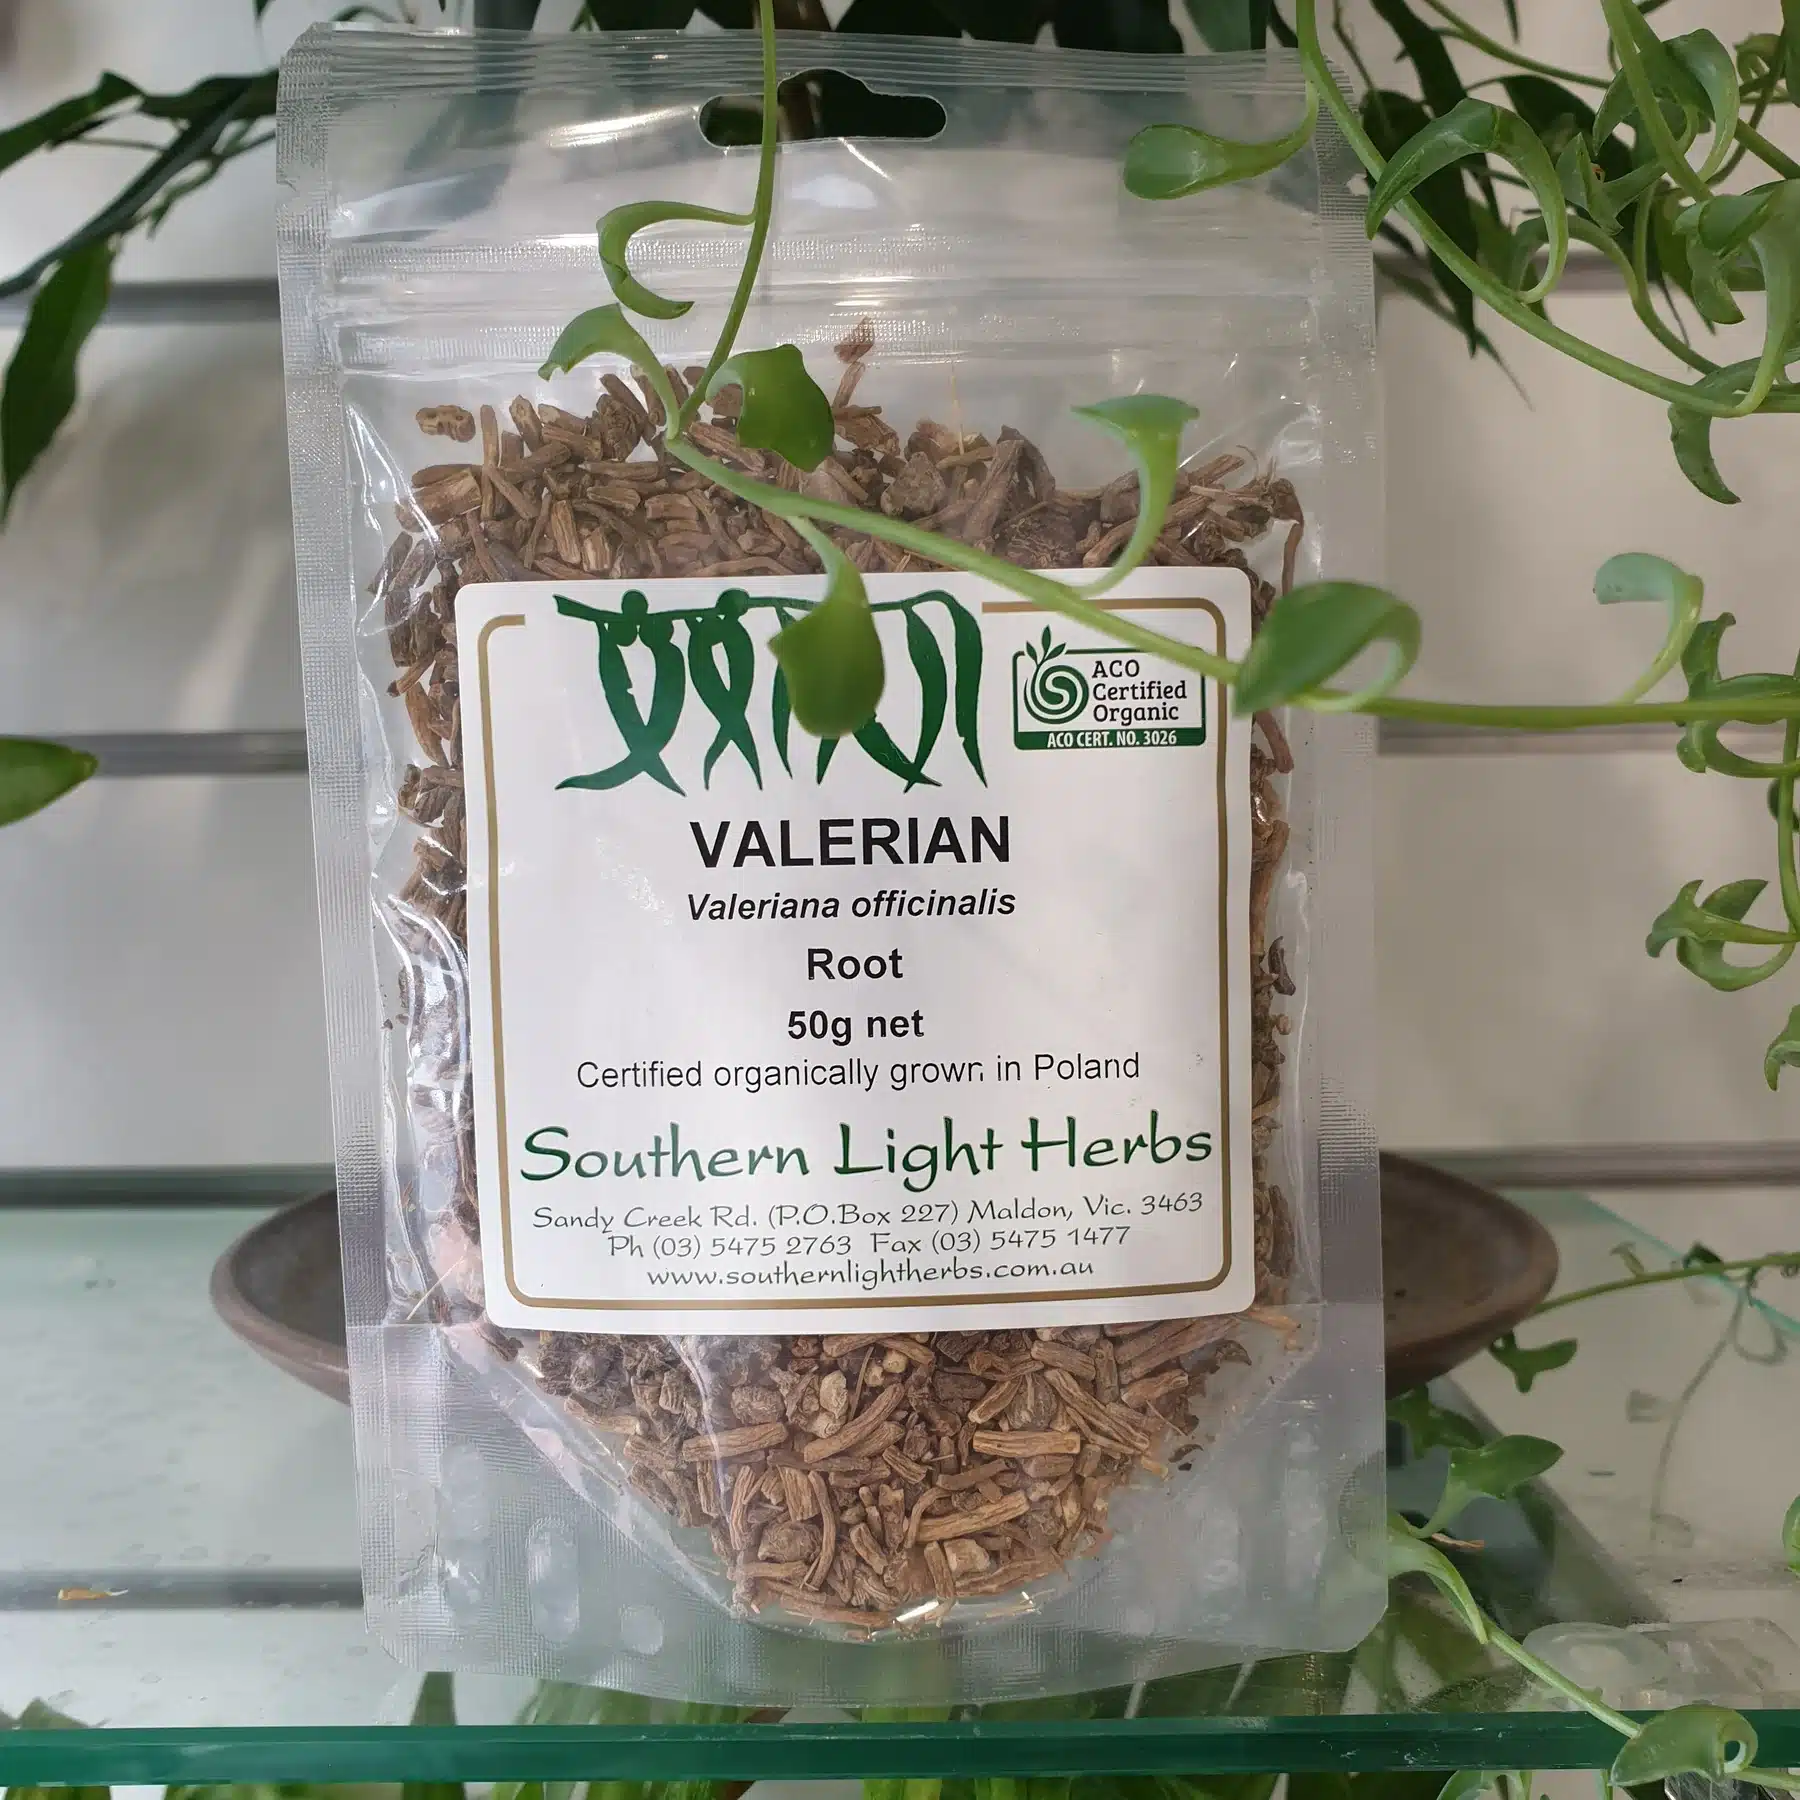 ACO
Certified
Organic
ACO CERT. NO. 3026
VALERIAN
Valeriana officinalis
Root
50g net
Certified organically grown in Poland
Southern Light Herbs
Sandy Creek Rd. (P.O.Box 227) Maldon, Vic. 3463
Ph (03) 5475 2763 Fax (03) 5475 1477
www.southernlightherbs.com.au